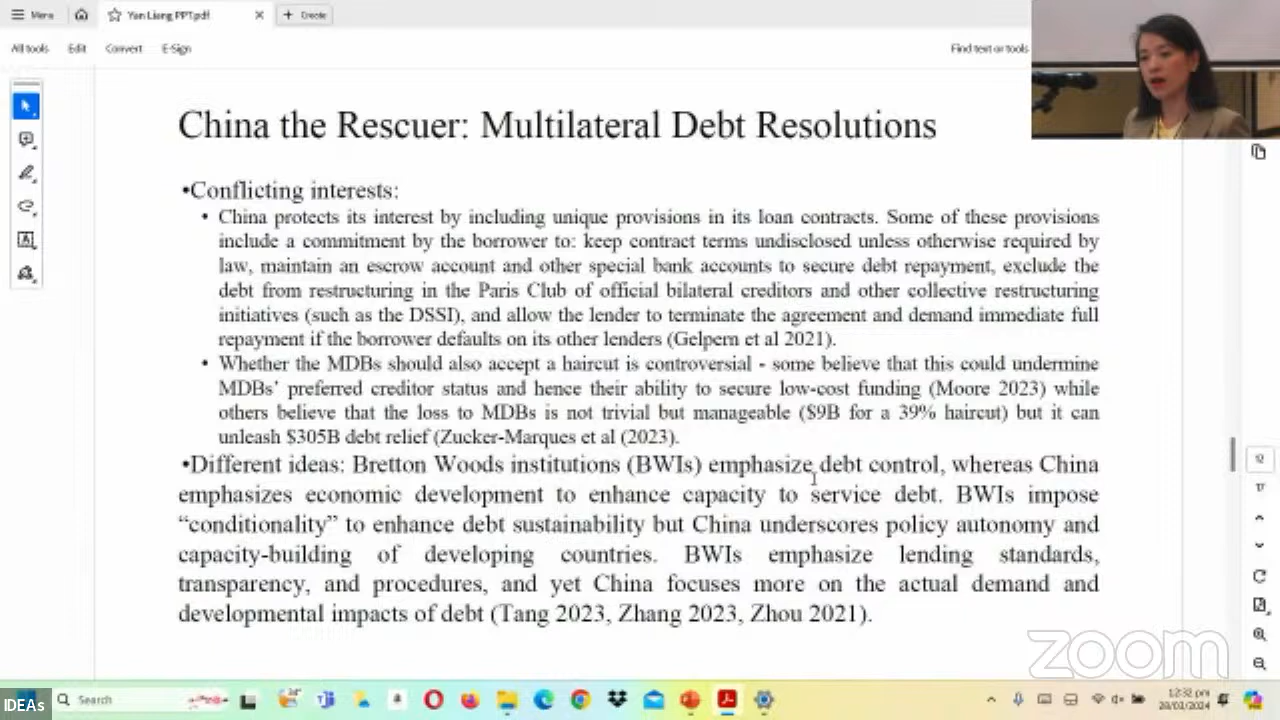 Menu
Yan Liang PPT.pdf
Create
All tools
Edit
Convert
E-Sign
Find text or tools
China the Rescuer: Multilateral Debt Resolutions
•Conflicting interests:
• China protects its interest by including unique provisions in its loan contracts. Some of these provisions
include a commitment by the borrower to: keep contract terms undisclosed unless otherwise required by
law, maintain an escrow account and other special bank accounts to secure debt repayment, exclude the
debt from restructuring in the Paris Club of official bilateral creditors and other collective restructuring
initiatives (such as the DSSI), and allow the lender to terminate the agreement and demand immediate full
repayment if the borrower defaults on its other lenders (Gelpern et al 2021).
• Whether the MDBs should also accept a haircut is controversial - some believe that this could undermine
MDBs’ preferred creditor status and hence their ability to secure low-cost funding (Moore 2023) while
others believe that the loss to MDBs is not trivial but manageable ($9B for a 39% haircut) but it can
unleash $305B debt relief (Zucker-Marques et al (2023).
•Different ideas: Bretton Woods institutions (BWIs) emphasize debt control, whereas China
emphasizes economic development to enhance capacity to service debt. BWIs impose
“conditionality” to enhance debt sustainability but China underscores policy autonomy and
capacity-building of developing countries. BWIs emphasize lending standards,
transparency, and procedures, and yet China focuses more on the actual demand and
developmental impacts of debt (Tang 2023, Zhang 2023, Zhou 2021).
12
17
zoom
IDEAs
Search
12:32 pm
28/03/2024